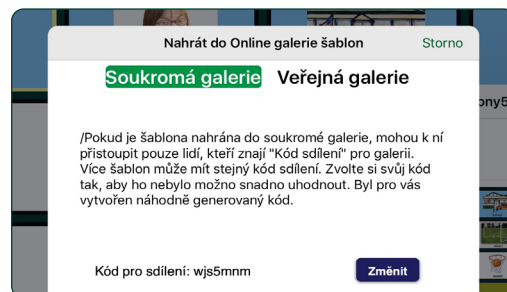 Nahrát do Online galerie šablon
Storno
Soukromá galerie Veřejná galerie
ony5
/Pokud je šablona nahrána do soukromé galerie, mohou k ní
přistoupit pouze lidí, kteří znají "Kód sdílení" pro galerii.
Více šablon může mít stejný kód sdílení. Zvolte si svůj kód
tak, aby ho nebylo možno snadno uhodnout. Byl pro vás
vytvořen náhodně generovaný kód.
Kód pro sdílení: wjs5mnm
Změnit